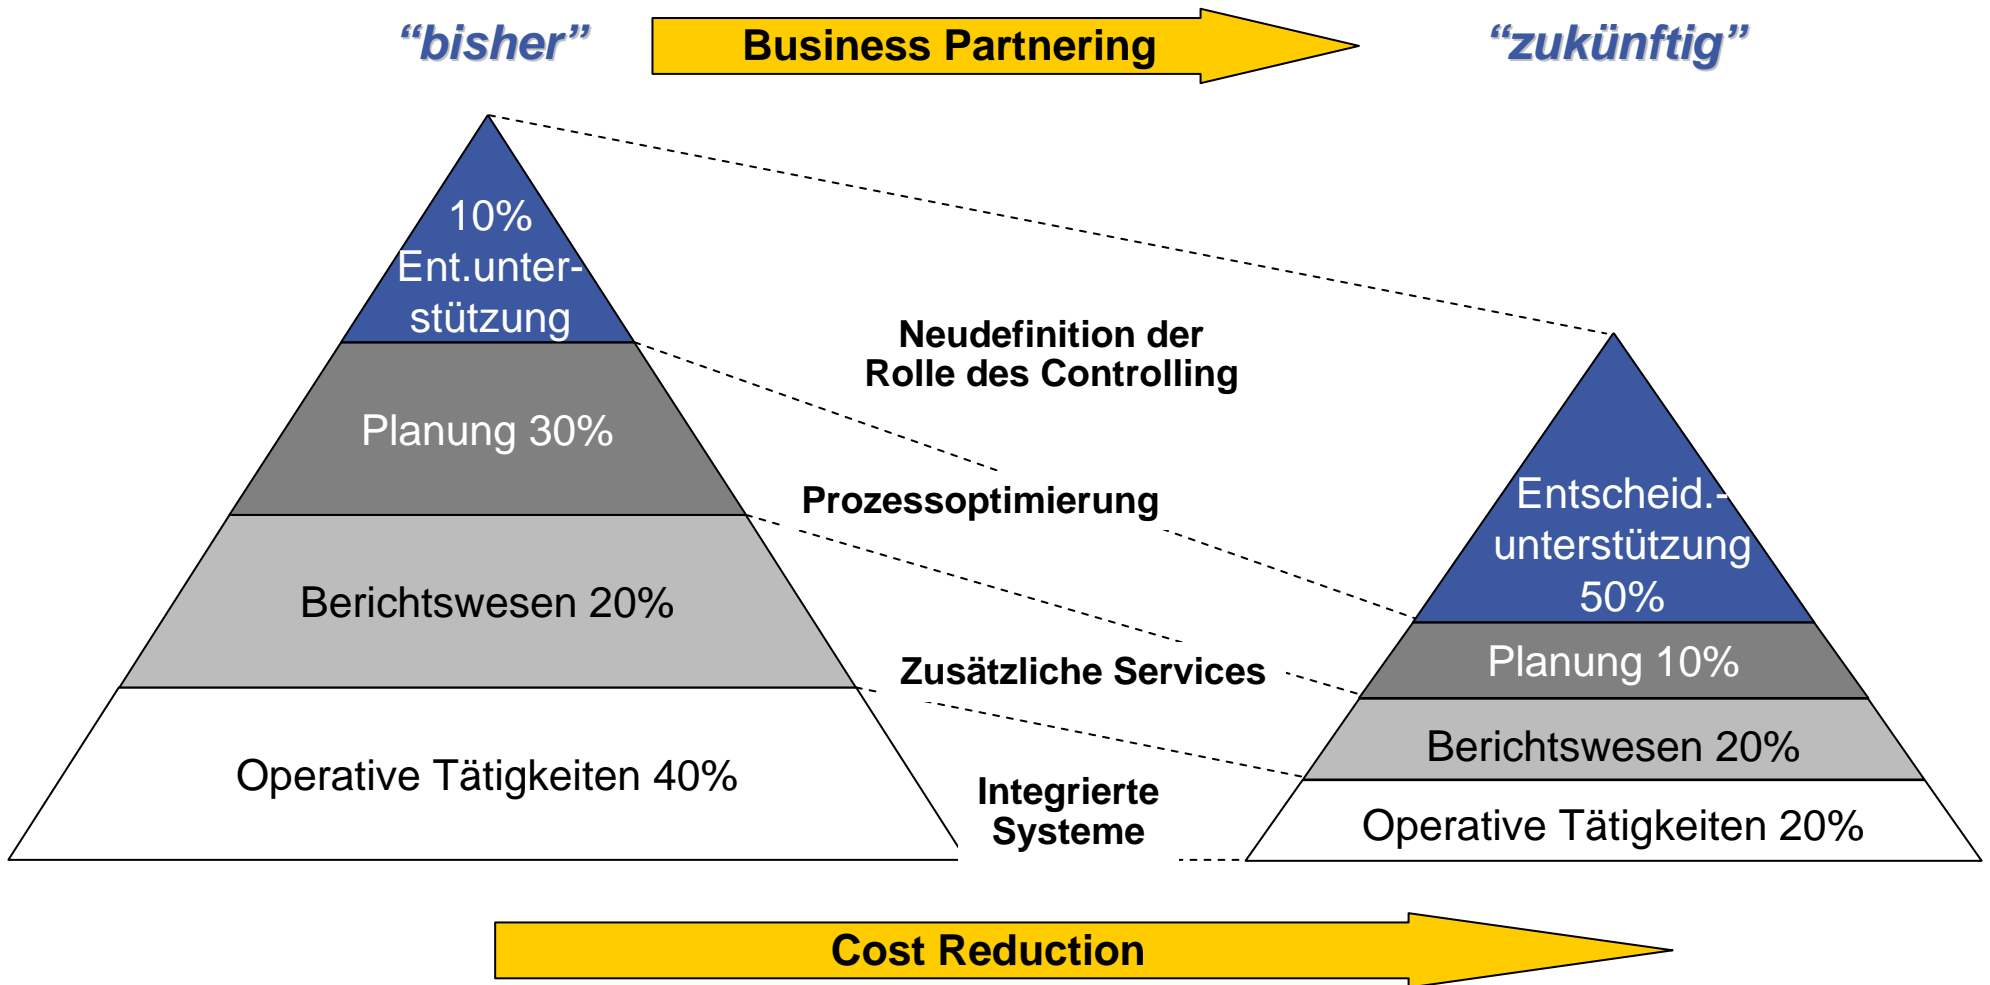 “bisher”
Business Partnering
“zukünftig”
10%
Ent.unter-
stützung
Planung 30%
Berichtswesen 20%
Operative Tätigkeiten 40%
Neudefinition der
Rolle des Controlling
Prozessoptimierung
Zusätzliche Services
Integrierte
Systeme
Entscheid.-
unterstützung
50%
Planung 10%
Berichtswesen 20%
Operative Tätigkeiten 20%
Cost Reduction